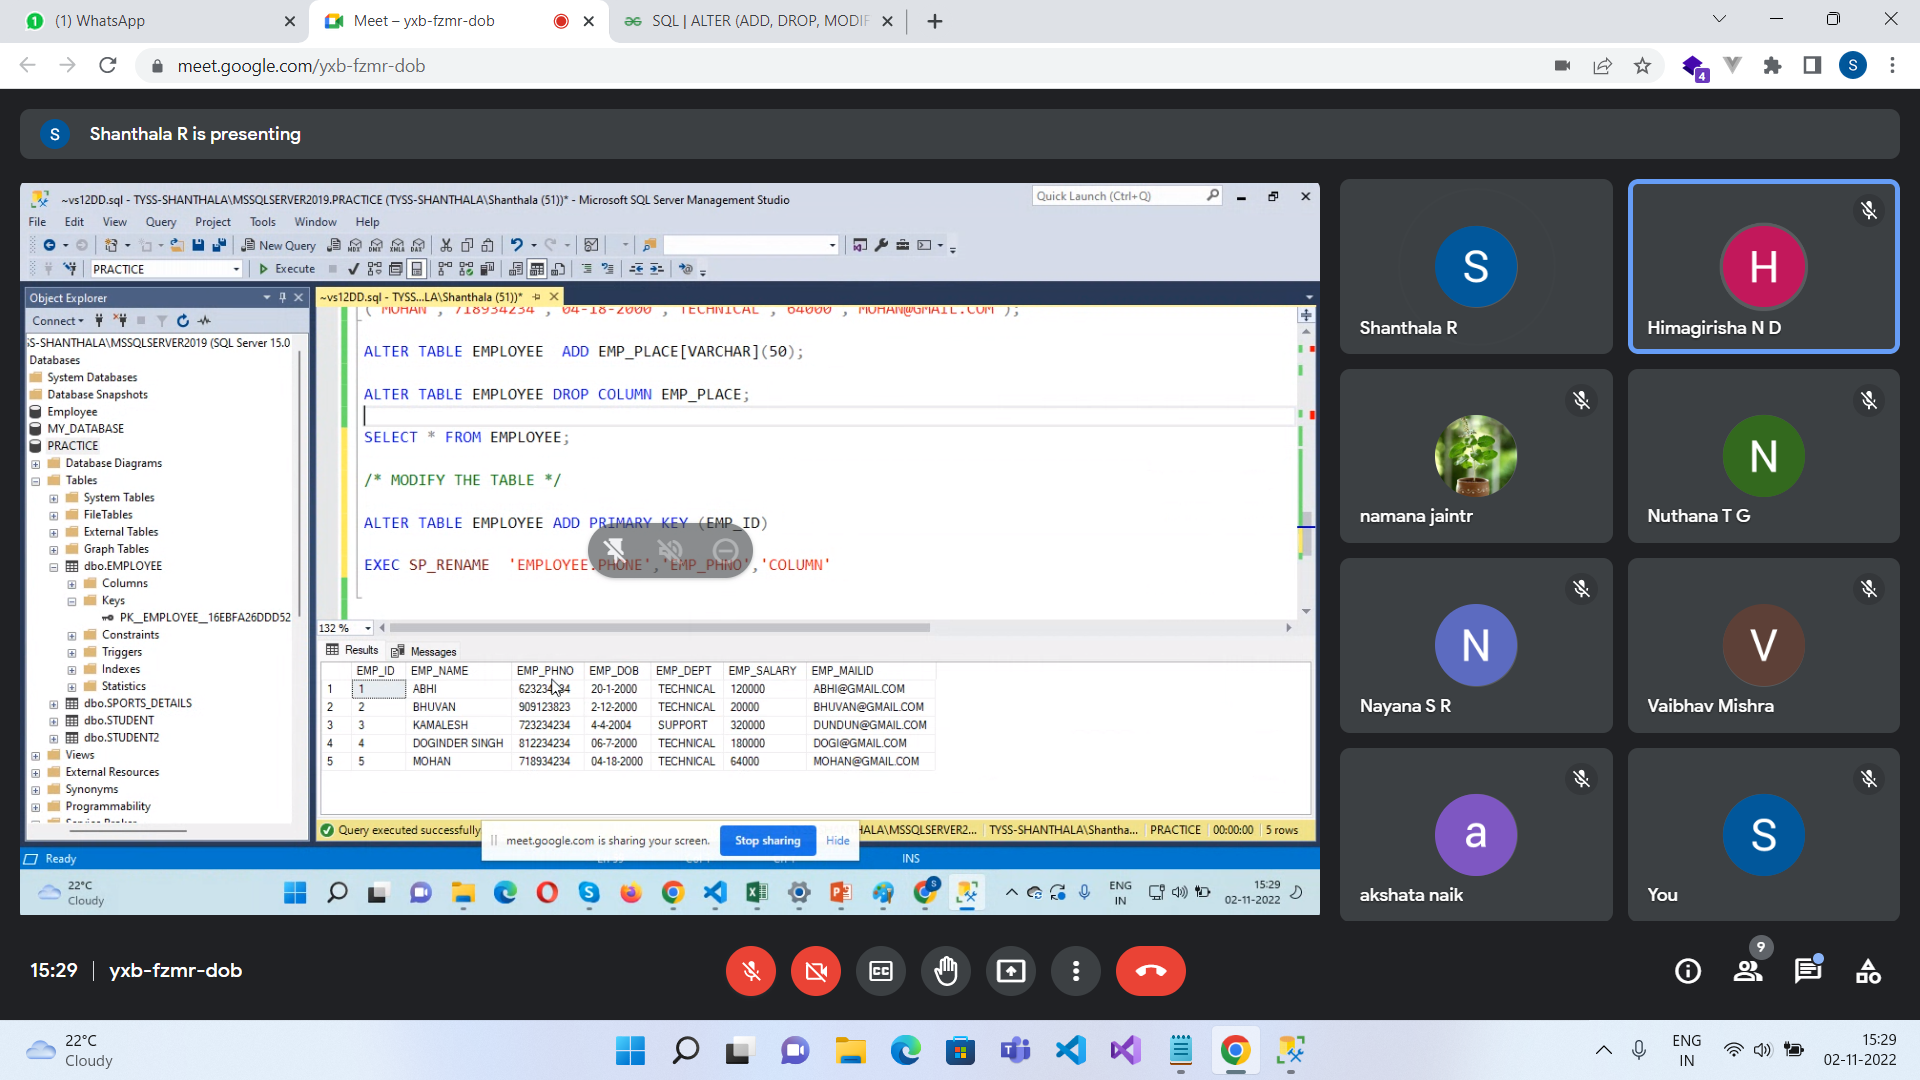 (1) WhatsApp
Meet – yxb-fzmr-dob
SQL | ALTER (ADD, DROP, MODIF
meet.google.com/yxb-fzmr-dob
4
S
S
Shanthala R is presenting
~vs12DD.sql - TYSS-SHANTHALA\MSSQLSERVER2019.PRACTICE (TYSS-SHANTHALA\Shanthala (51))* - Microsoft SQL Server Management Studio
Quick Launch (Ctrl+Q)
File Edit View Query Project Tools Window Help
New Query
PRACTICE
Execute
Object Explorer
~vs12DD.sql - TYSS...LA\Shanthala (51))*
Connect
S-SHANTHALA\MSSQLSERVER2019 (SQL Server 15.0
Databases
System Databases
Database Snapshots
Employee
MY_DATABASE
PRACTICE
Database Diagrams
Tables
System Tables
FileTables
External Tables
Graph Tables
dbo.EMPLOYEE
Columns
Keys
PK__EMPLOYEE__16EBFA26DDD52
Constraints
Triggers
Indexes
Statistics
dbo.SPORTS_DETAILS
dbo.STUDENT
dbo.STUDENT2
Views
External Resources
Synonyms
Programmability
('MOHAN','718934234','04-18-2000','TECHNICAL','64000','MOHAN@GMAIL.COM');
ALTER TABLE EMPLOYEE  ADD EMP_PLACE[VARCHAR](50);
ALTER TABLE EMPLOYEE DROP COLUMN EMP_PLACE;
SELECT * FROM EMPLOYEE;
/* MODIFY THE TABLE */
ALTER TABLE EMPLOYEE ADD PRIMARY KEY (EMP_ID)
EXEC SP_RENAME  'EMPLOYEE.PHONE','EMP_PHNO','COLUMN'
132 %
Results Messages
EMP_ID EMP_NAME EMP_PHNO EMP_DOB EMP_DEPT EMP_SALARY EMP_MAILID
1 1 ABHI 20-1-2000 TECHNICAL 120000 ABHI@GMAIL.COM
2 2 BHUVAN 909123823 2-12-2000 TECHNICAL 20000 BHUVAN@GMAIL.COM
3 3 KAMALESH 723234234 4-4-2004 SUPPORT 320000 DUNDUN@GMAIL.COM
4 4 DOGINDER SINGH 812234234 06-7-2000 TECHNICAL 180000 DOGI@GMAIL.COM
5 5 MOHAN 718934234 04-18-2000 TECHNICAL 64000 MOHAN@GMAIL.COM
Query executed successfully
HALA\MSSQLSERVER2... TYSS-SHANTHALA\Shantha... PRACTICE 00:00:00 5 rows
meet.google.com is sharing your screen. Stop sharing Hide
Ready
INS
22°C
Cloudy
ENG
IN
15:29
02-11-2022
S
Shanthala R
H
Himagirisha N D
namana jaintr
N
Nuthana T G
N
Nayana S R
V
Vaibhav Mishra
a
akshata naik
S
You
15:29 | yxb-fzmr-dob
CC
9
22°C
Cloudy
ENG
IN
15:29
02-11-2022